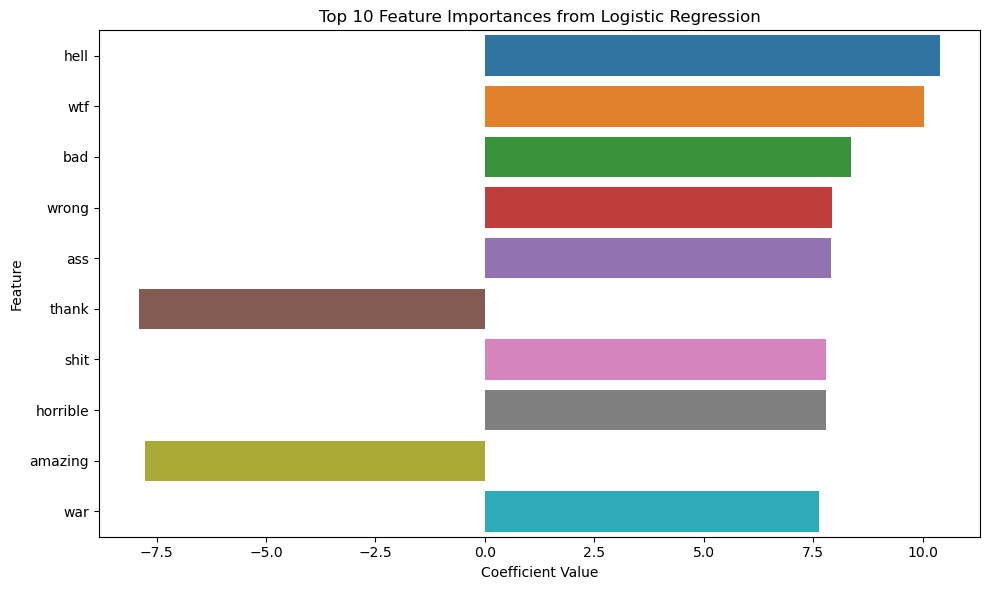 Top 10 Feature Importances from Logistic Regression
hell
wtf
bad
wrong
ass
thank
shit
horrible
amazing
war
Feature
−7.5 −5.0 −2.5 0.0 2.5 5.0 7.5 10.0
Coefficient Value